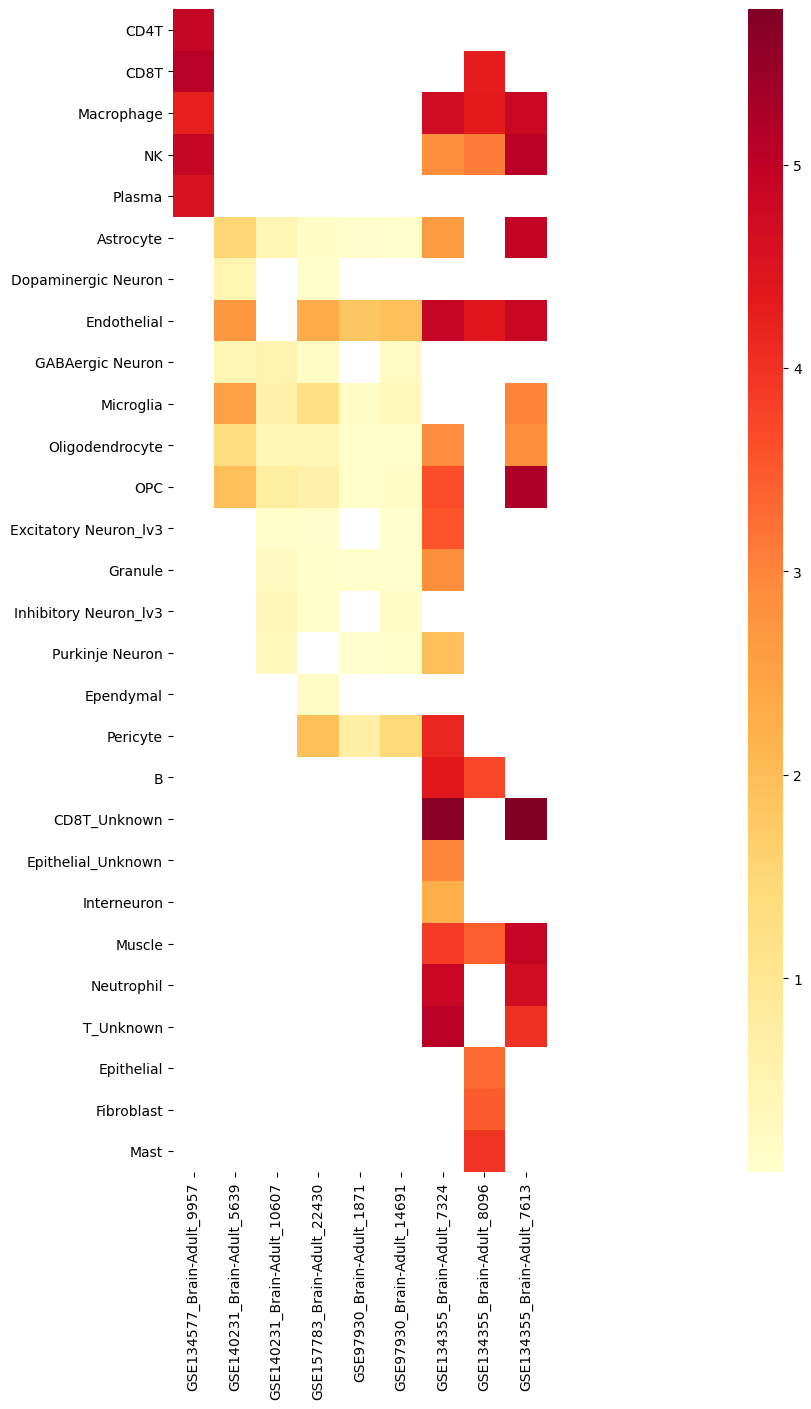 CD4T
CD8T
Macrophage
NK
Plasma
Astrocyte
Dopaminergic Neuron
Endothelial
GABAergic Neuron
Microglia
Oligodendrocyte
OPC
Excitatory Neuron_lv3
Granule
Inhibitory Neuron_lv3
Purkinje Neuron
Ependymal
Pericyte
B
CD8T_Unknown
Epithelial_Unknown
Interneuron
Muscle
Neutrophil
T_Unknown
Epithelial
Fibroblast
Mast
GSE134577_Brain-Adult_9957
GSE140231_Brain-Adult_5639
GSE140231_Brain-Adult_10607
GSE157783_Brain-Adult_22430
GSE97930_Brain-Adult_1871
GSE97930_Brain-Adult_14691
GSE134355_Brain-Adult_7324
GSE134355_Brain-Adult_8096
GSE134355_Brain-Adult_7613
5
4
3
2
1